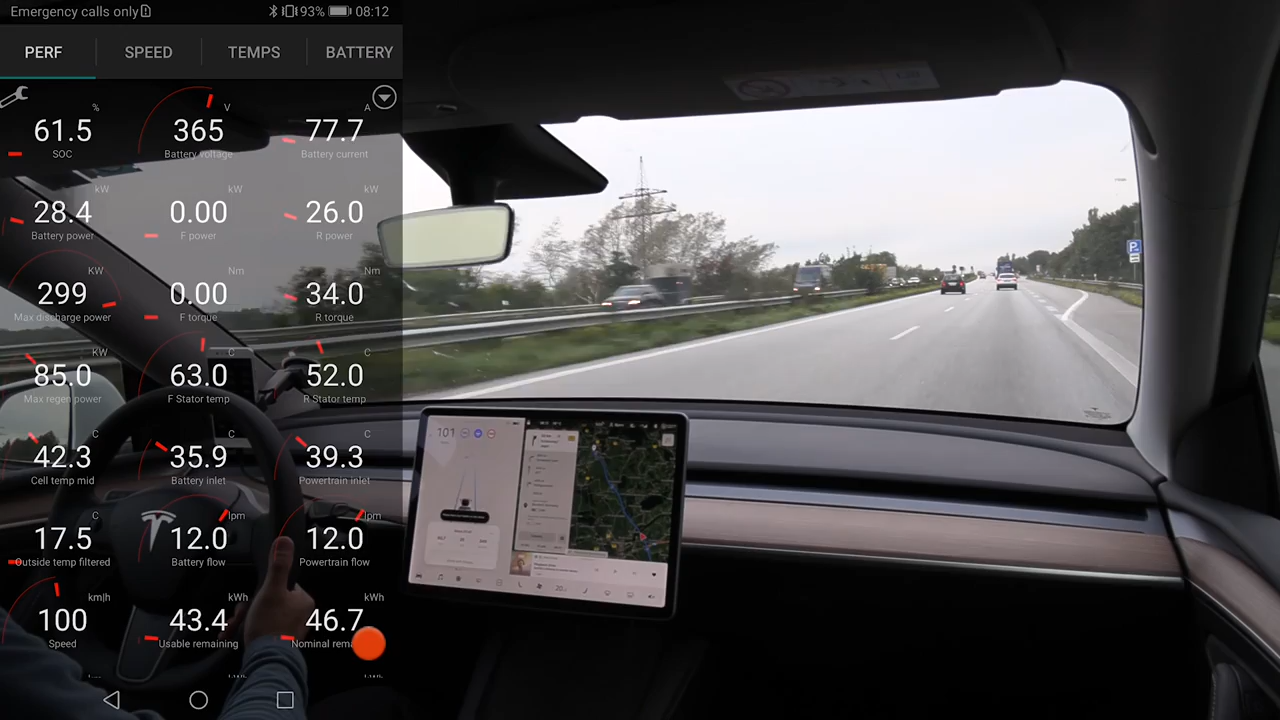 Emergency calls only 93% 08:12
PERF SPEED TEMPS BATTERY
% V A
61.5 365 77.7
SOC Battery voltage Battery current
kW kW kW
28.4 0.00 26.0
Battery power F power R power
KW Nm Nm
299 0.00 34.0
Max discharge power F torque R torque
KW C C
85.0 63.0 52.0
Max regen power F Stator temp R Stator temp
C C C
42.3 35.9 39.3
Cell temp mid Battery inlet Powertrain inlet
C lpm lpm
17.5 12.0 12.0
Outside temp filtered Battery flow Powertrain flow
km|h kWh kWh
100 43.4 46.7
Speed Usable remaining Nominal rema
101
P